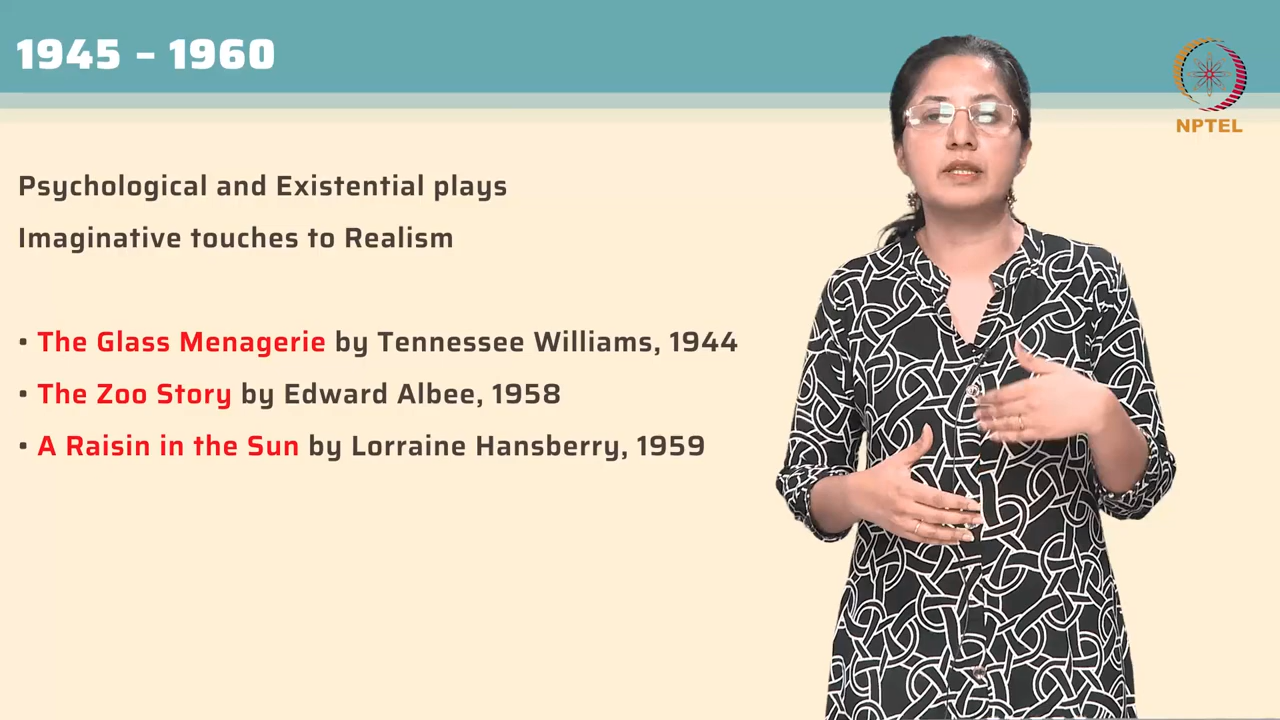 1945 – 1960
NPTEL
Psychological and Existential plays
Imaginative touches to Realism
• The Glass Menagerie by Tennessee Williams, 1944
• The Zoo Story by Edward Albee, 1958
• A Raisin in the Sun by Lorraine Hansberry, 1959